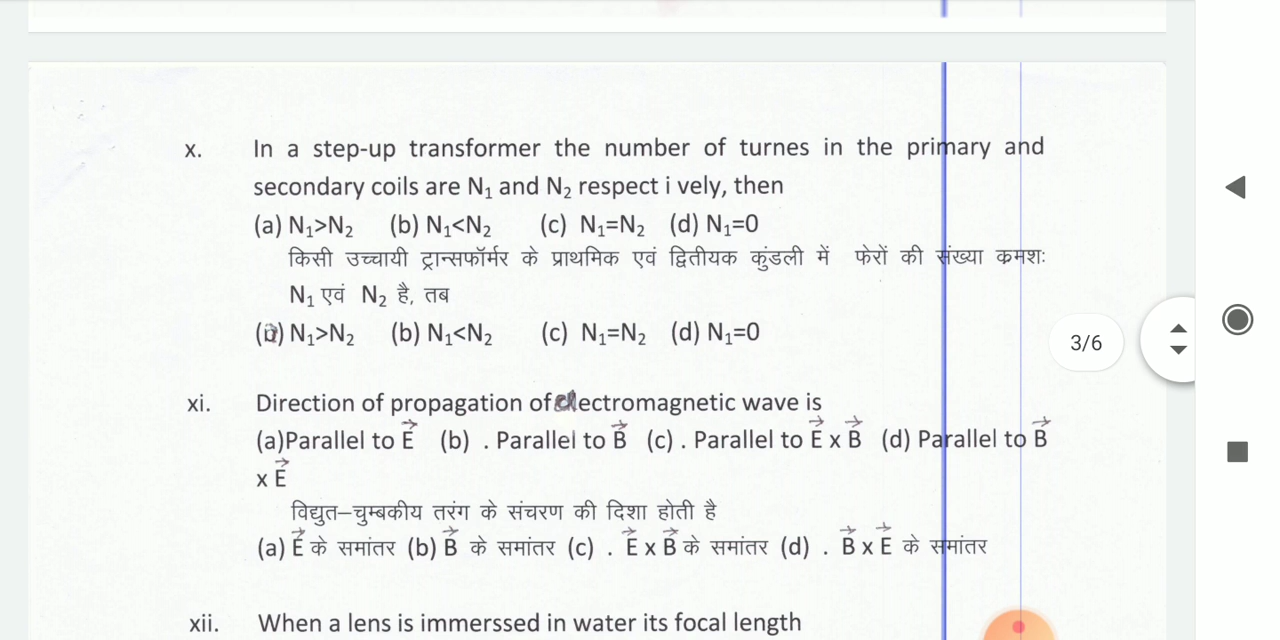 x. In a step-up transformer the number of turnes in the primary and
secondary coils are N₁ and N₂ respect i vely, then
(a) N₁>N₂ (b) N₁<N₂ (c) N₁=N₂ (d) N₁=0
किसी उच्चायी ट्रान्सफॉर्मर के प्राथमिक एवं द्वितीयक कुंडली में फेरों की संख्या क्रमशः
N₁ एवं N₂ है, तब
(a) N₁>N₂ (b) N₁<N₂ (c) N₁=N₂ (d) N₁=0
3/6
xi. Direction of propagation of electromagnetic wave is
(a)Parallel to E⃗ (b) . Parallel to B⃗ (c) . Parallel to E⃗ x B⃗ (d) Parallel to B⃗
x E⃗
विद्युत–चुम्बकीय तरंग के संचरण की दिशा होती है
(a) E⃗ के समांतर (b) B⃗ के समांतर (c) . E⃗ x B⃗ के समांतर (d) . B⃗ x E⃗ के समांतर
xii. When a lens is immerssed in water its focal length